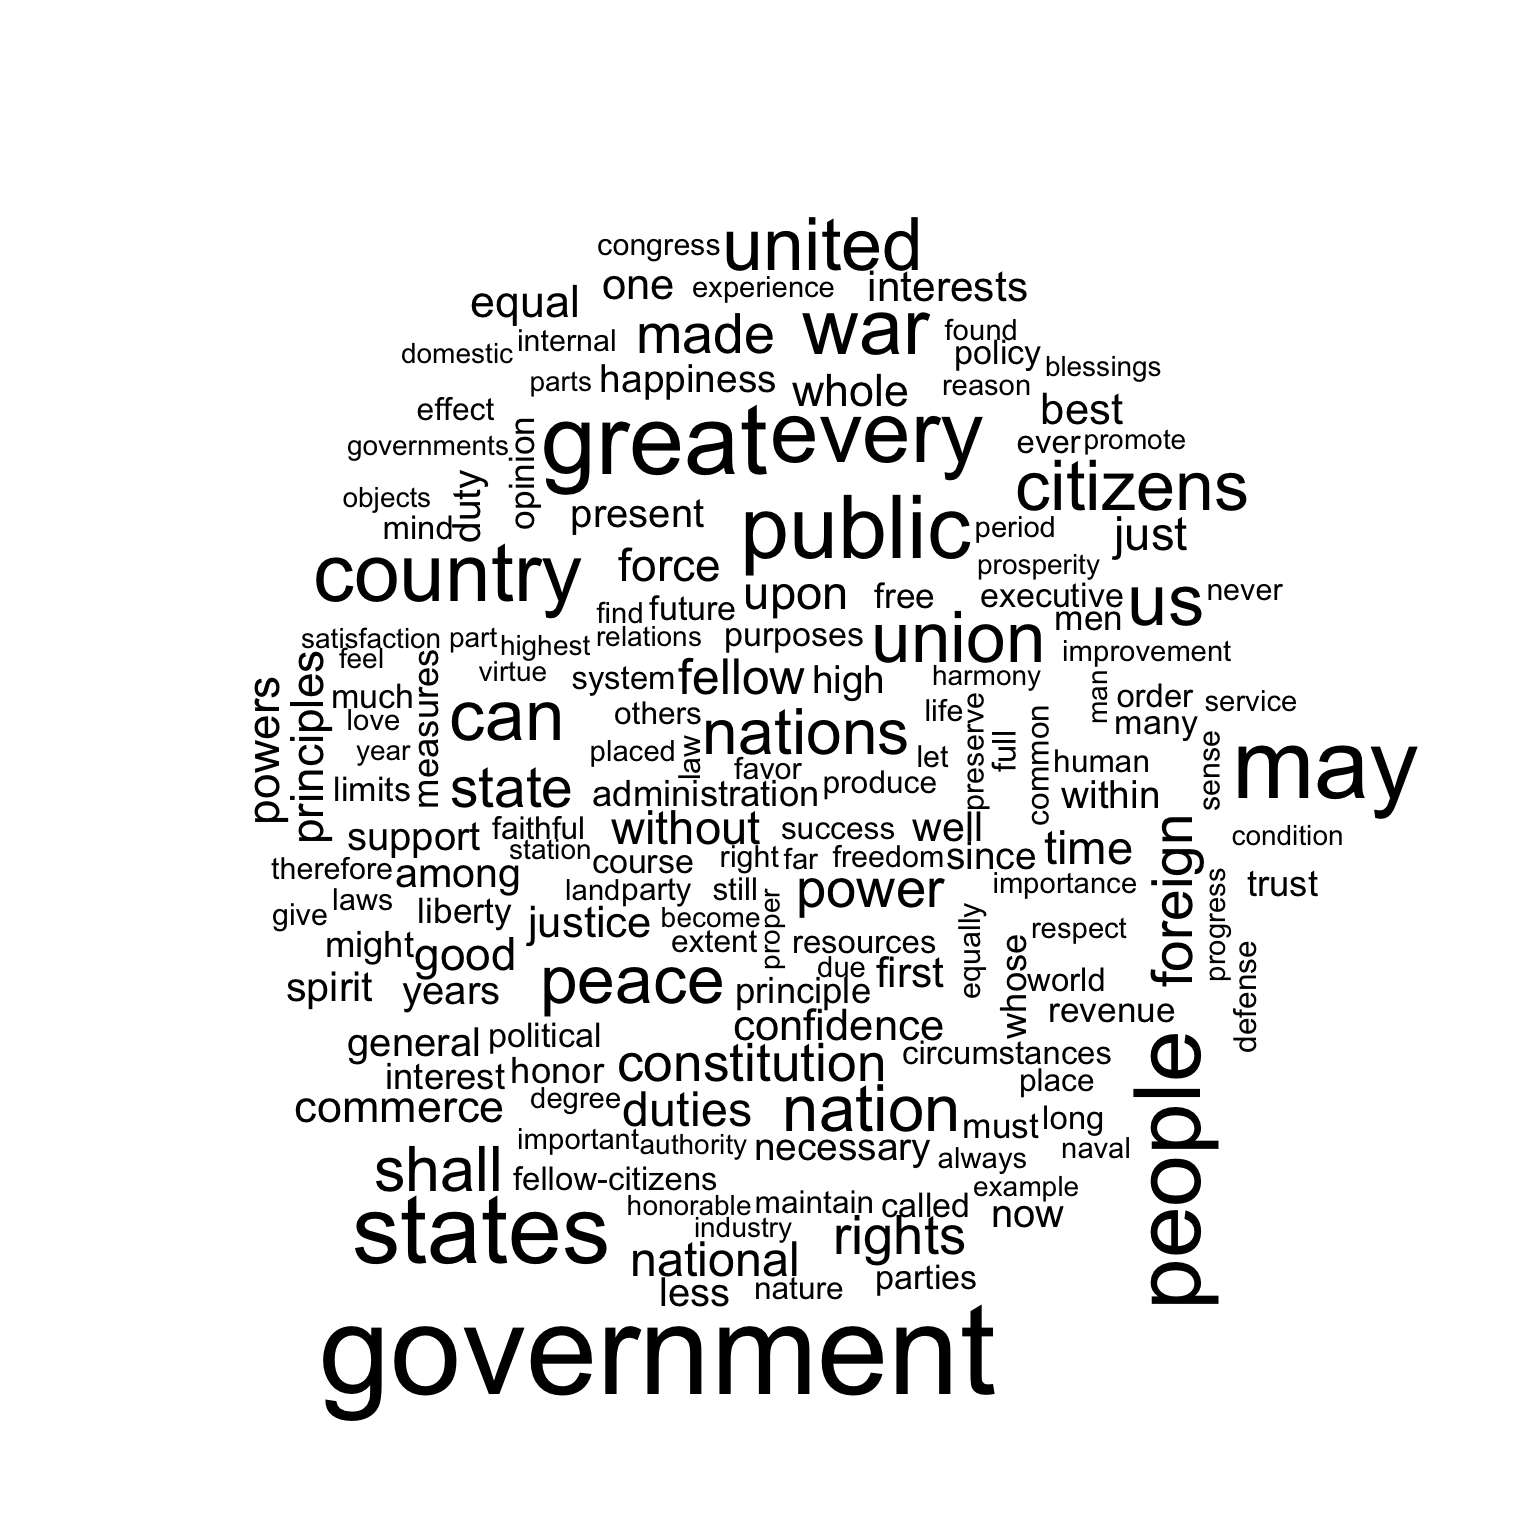 congress united
one experience interests
equal
made war found
internal
domestic policy
blessings
parts happiness whole reason
effect best
great every
governments opinion ever promote
citizens
objects duty
mind present public period just
country force
prosperity
upon free executive us never
find future men
satisfaction part highest relations purposes union improvement
feel virtue system fellow high harmony
powers principles much measures can man order service
love others nations life preserve full common many
year placed law let human sense may
favor
limits state administration produce within
support faithful without success well foreign condition
station course right far freedom since time
therefore among land party still power importance trust
laws liberty justice become proper equally respect progress
give
might good extent resources whose defense
spirit years peace due first world
principle revenue
general political confidence people
interest honor constitution circumstances
place
commerce degree duties nation must long
important authority necessary always naval
shall fellow-citizens example
honorable maintain called now
states industry rights
national
less nature parties
government